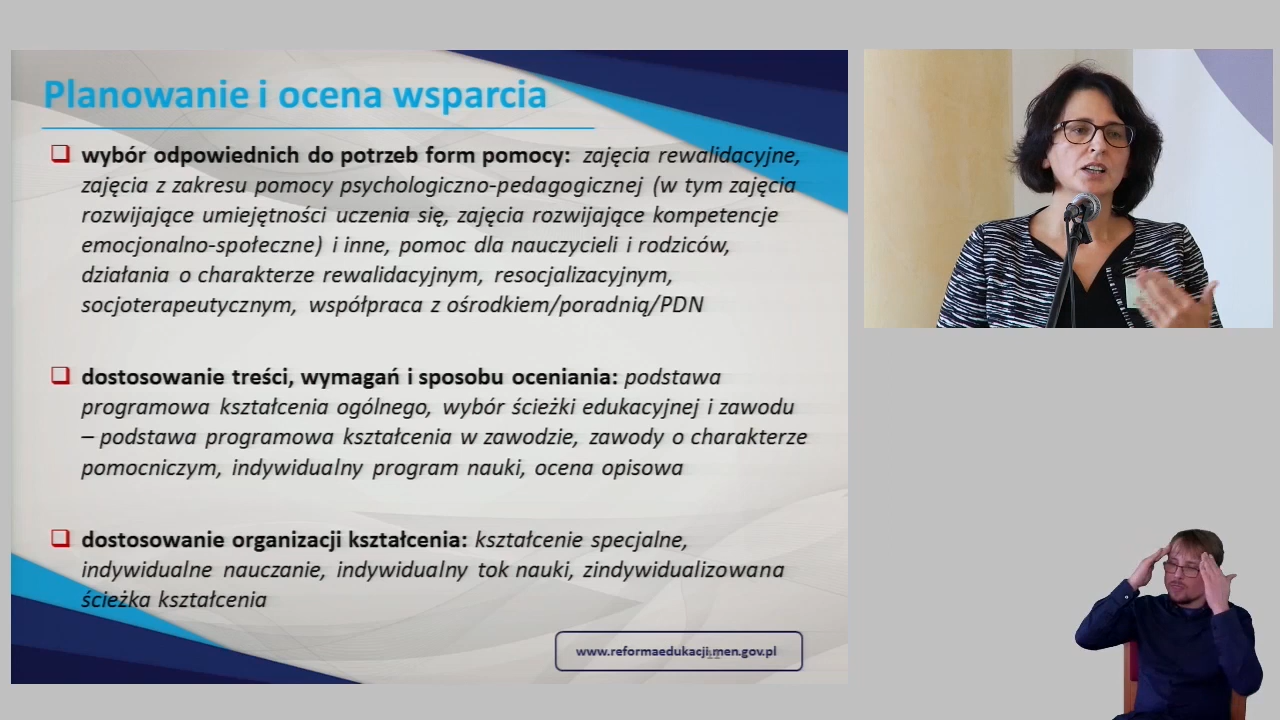 Planowanie i ocena wsparcia
wybór odpowiednich do potrzeb form pomocy: zajęcia rewalidacyjne,
zajęcia z zakresu pomocy psychologiczno-pedagogicznej (w tym zajęcia
rozwijające umiejętności uczenia się, zajęcia rozwijające kompetencje
emocjonalno-społeczne) i inne, pomoc dla nauczycieli i rodziców,
działania o charakterze rewalidacyjnym, resocjalizacyjnym,
socjoterapeutycznym, współpraca z ośrodkiem/poradnią/PDN
dostosowanie treści, wymagań i sposobu oceniania: podstawa
programowa kształcenia ogólnego, wybór ścieżki edukacyjnej i zawodu
– podstawa programowa kształcenia w zawodzie, zawody o charakterze
pomocniczym, indywidualny program nauki, ocena opisowa
dostosowanie organizacji kształcenia: kształcenie specjalne,
indywidualne nauczanie, indywidualny tok nauki, zindywidualizowana
ścieżka kształcenia
www.reformaedukacji.men.gov.pl